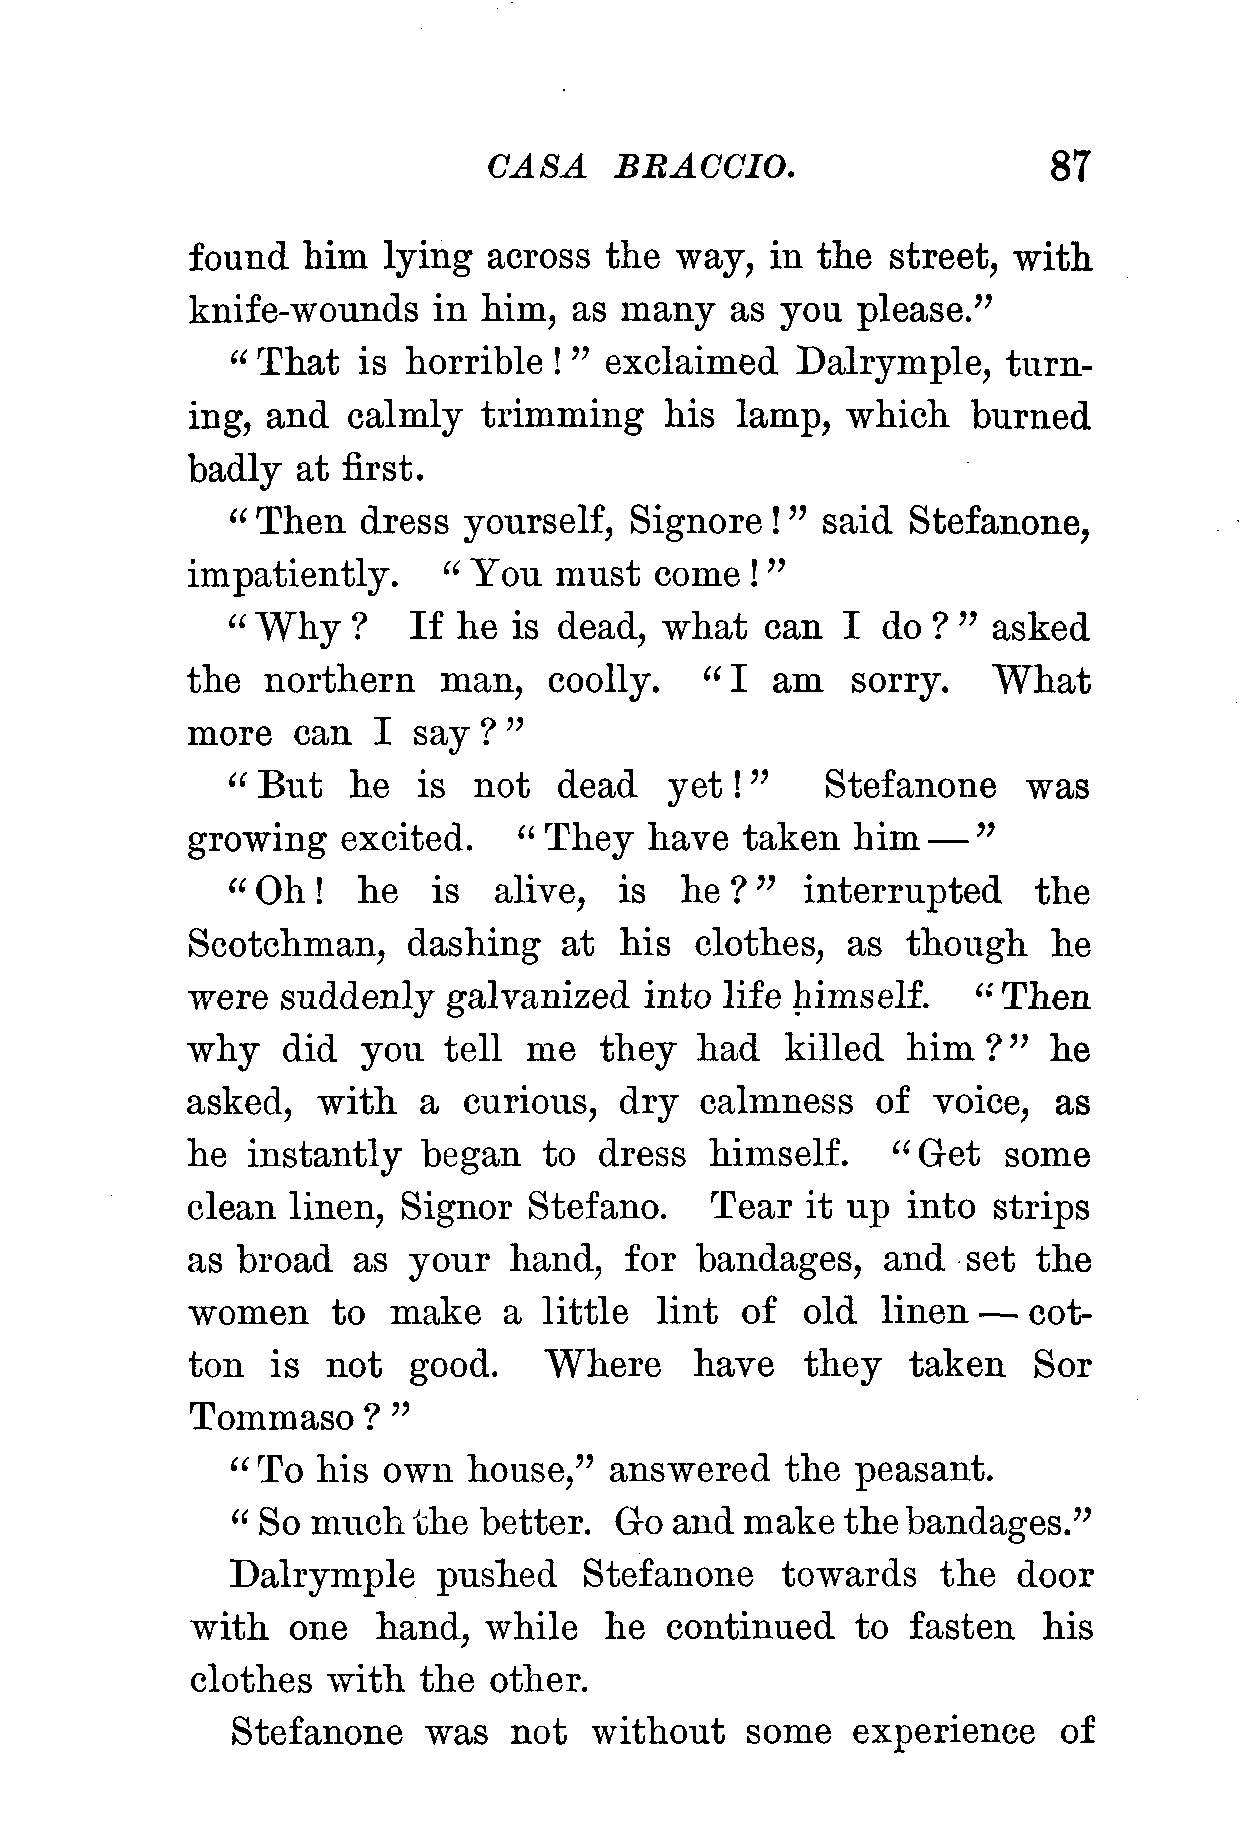 CASA BRACCIO. 87
found him lying across the way, in the street, with
knife-wounds in him, as many as you please.”
“That is horrible!” exclaimed Dalrymple, turn-
ing, and calmly trimming his lamp, which burned
badly at first.
“Then dress yourself, Signore!” said Stefanone,
impatiently. “You must come!”
“Why? If he is dead, what can I do?” asked
the northern man, coolly. “I am sorry. What
more can I say?”
“But he is not dead yet!” Stefanone was
growing excited. “They have taken him—”
“Oh! he is alive, is he?” interrupted the
Scotchman, dashing at his clothes, as though he
were suddenly galvanized into life himself. “Then
why did you tell me they had killed him?” he
asked, with a curious, dry calmness of voice, as
he instantly began to dress himself. “Get some
clean linen, Signor Stefano. Tear it up into strips
as broad as your hand, for bandages, and set the
women to make a little lint of old linen — cot-
ton is not good. Where have they taken Sor
Tommaso?”
“To his own house,” answered the peasant.
“So much the better. Go and make the bandages.”
Dalrymple pushed Stefanone towards the door
with one hand, while he continued to fasten his
clothes with the other.
Stefanone was not without some experience of